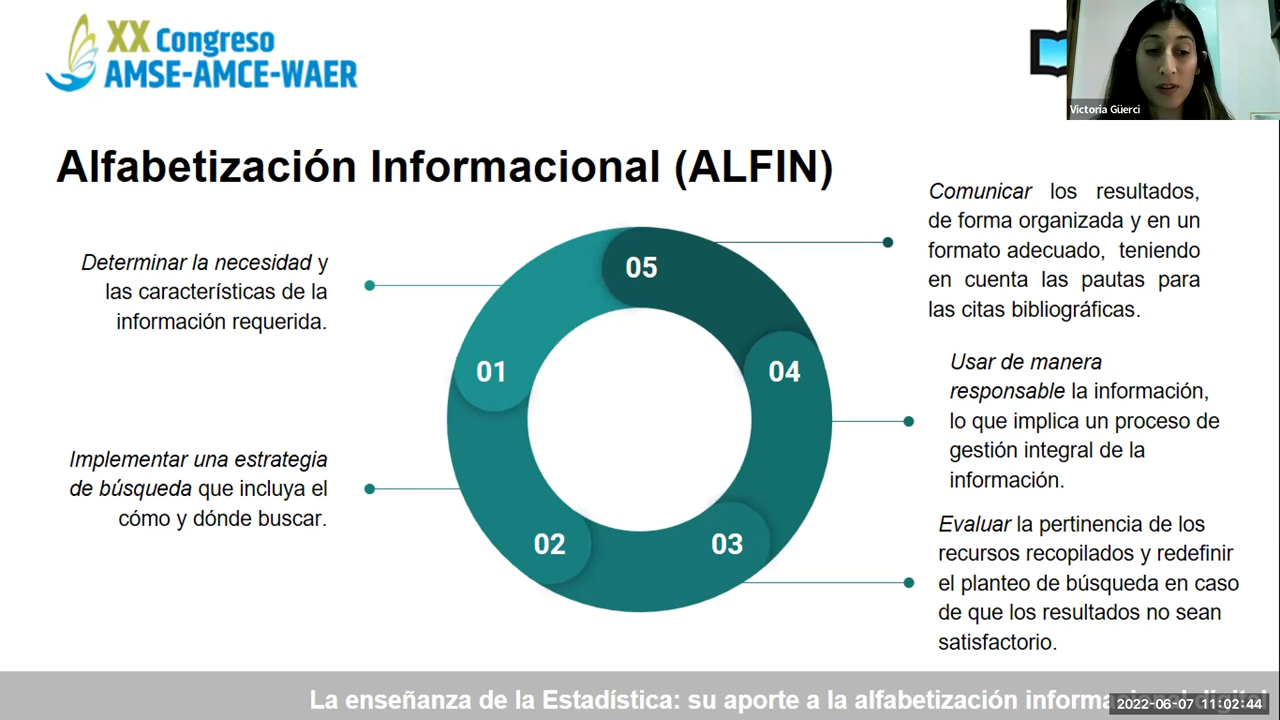 XX Congreso
AMSE-AMCE-WAER
Victoria Güerci
Alfabetización Informacional (ALFIN)
Determinar la necesidad y
las características de la
información requerida.
01
Implementar una estrategia
de búsqueda que incluya el
cómo y dónde buscar.
02
03
04
05
Comunicar los resultados,
de forma organizada y en un
formato adecuado, teniendo
en cuenta las pautas para
las citas bibliográficas.
Usar de manera
responsable la información,
lo que implica un proceso de
gestión integral de la
información.
Evaluar la pertinencia de los
recursos recopilados y redefinir
el planteo de búsqueda en caso
de que los resultados no sean
satisfactorio.
La enseñanza de la Estadística: su aporte a la alfabetización informacional digital
2022-06-07 11:02:44